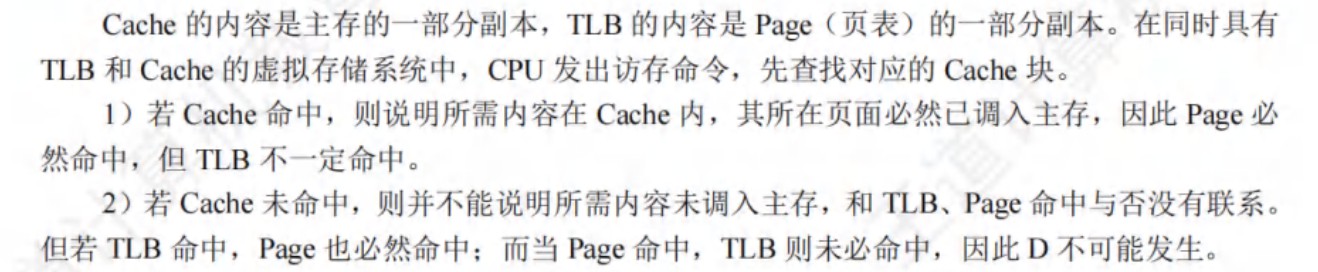 Cache 的内容是主存的一部分副本，TLB 的内容是 Page（页表）的一部分副本。在同时具有
TLB 和 Cache 的虚拟存储系统中，CPU 发出访存命令，先查找对应的 Cache 块。
1）若 Cache 命中，则说明所需内容在 Cache 内，其所在页面必然已调入主存，因此 Page 必
然命中，但 TLB 不一定命中。
2）若 Cache 未命中，则并不能说明所需内容未调入主存，和 TLB、Page 命中与否没有联系。
但若 TLB 命中，Page 也必然命中；而当 Page 命中，TLB 则未必命中，因此 D 不可能发生。